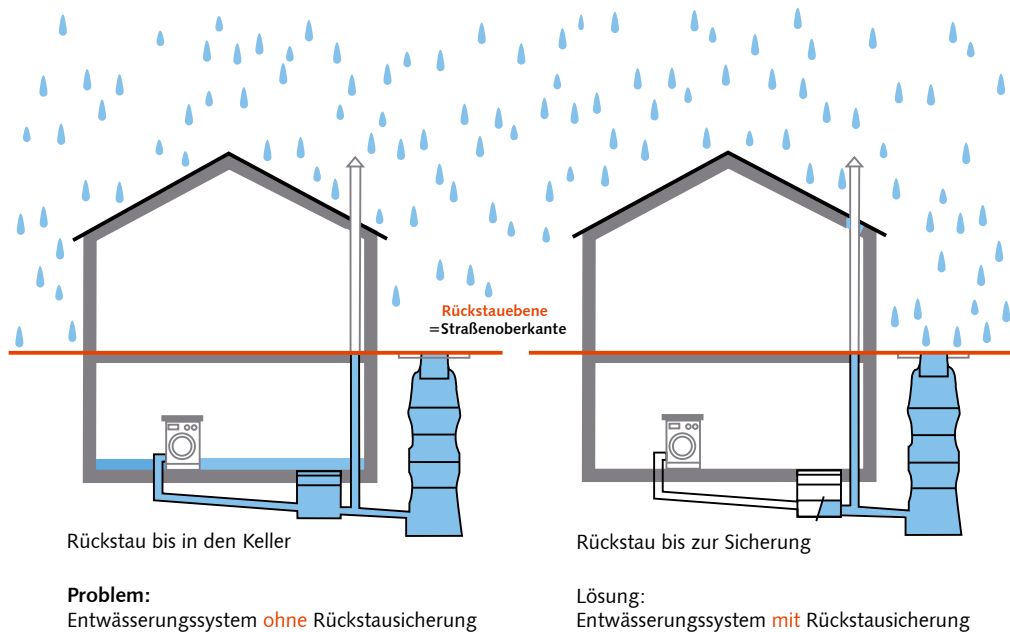 Rückstauebene
=Straßenoberkante
Rückstau bis in den Keller
Problem:
Entwässerungssystem ohne Rückstausicherung
Rückstau bis zur Sicherung
Lösung:
Entwässerungssystem mit Rückstausicherung